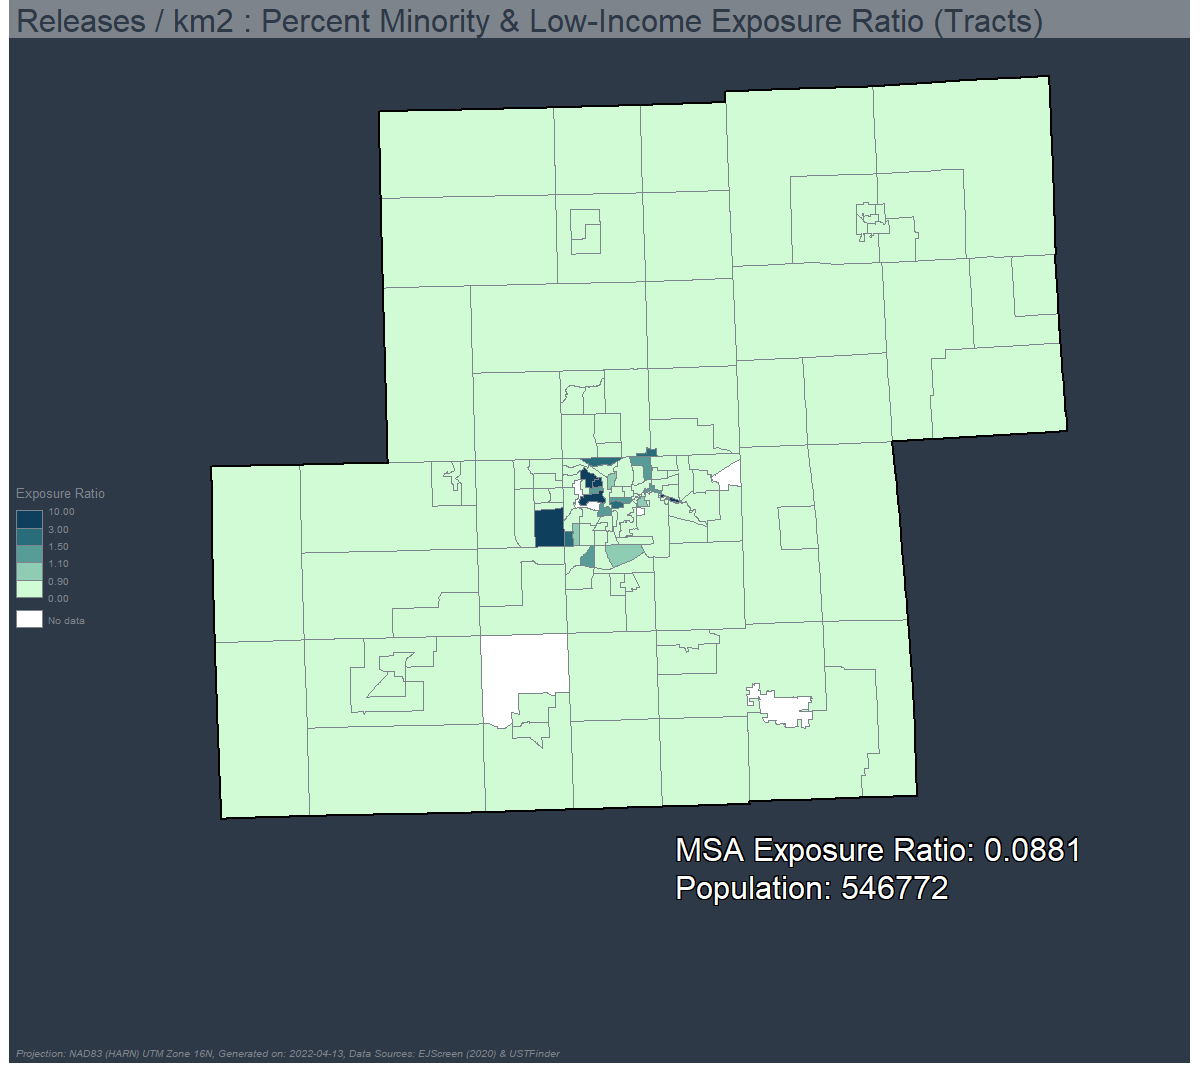 Releases / km2 : Percent Minority & Low-Income Exposure Ratio (Tracts)
Exposure Ratio
10.00
3.00
1.50
1.10
0.90
0.00
No data
MSA Exposure Ratio: 0.0881
Population: 546772
Projection: NAD83 (HARN) UTM Zone 16N, Generated on: 2022-04-13, Data Sources: EJScreen (2020) & USTFinder